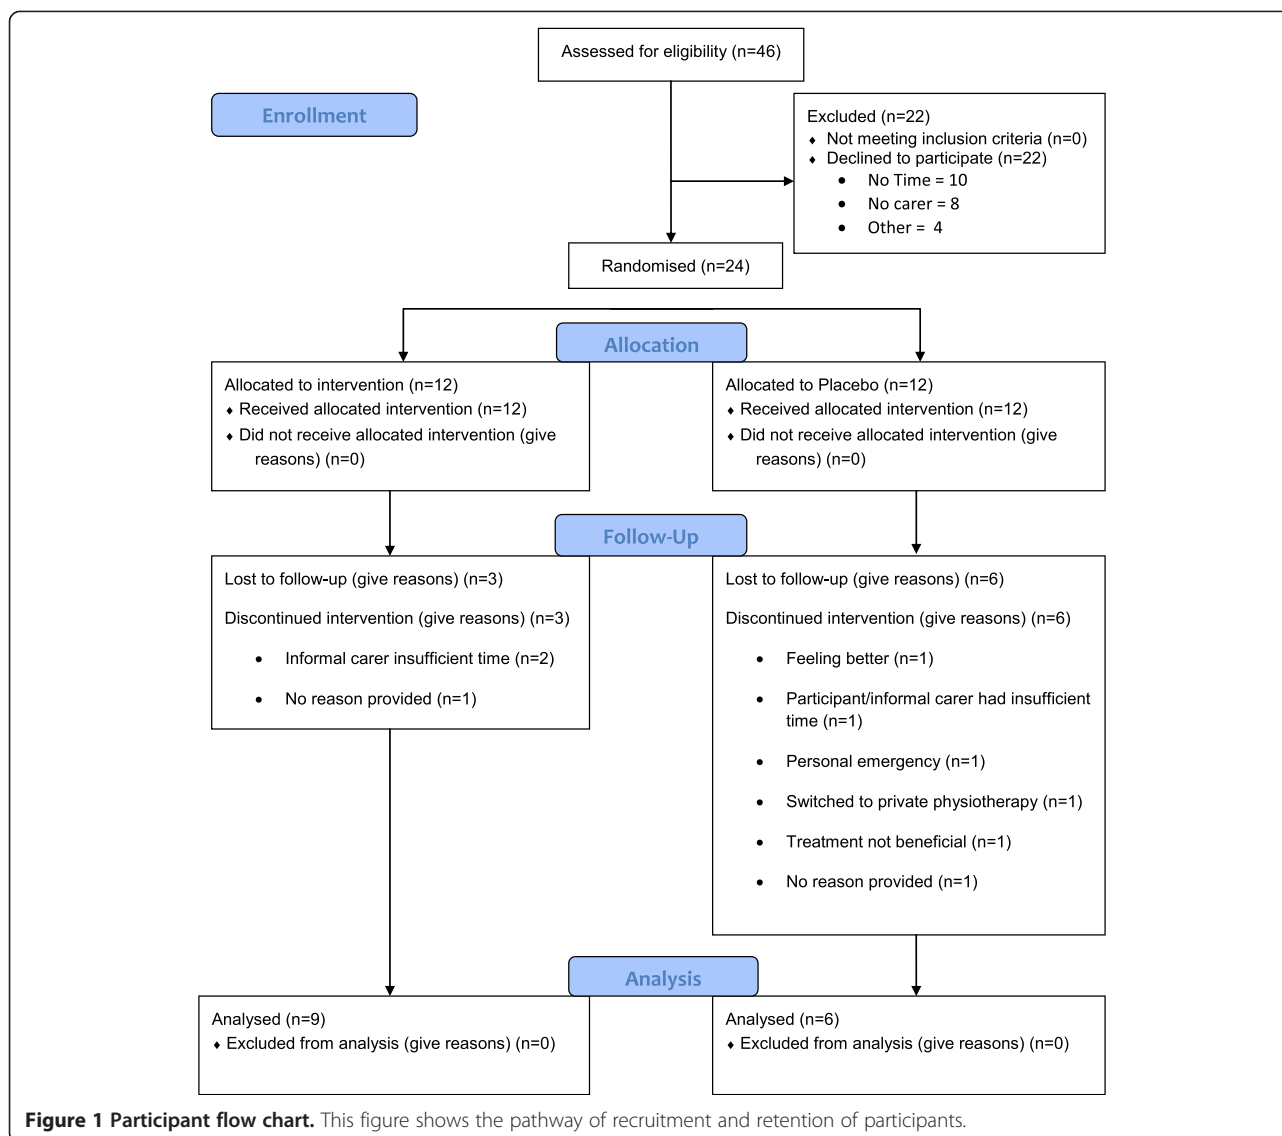 Assessed for eligibility (n=46)
Enrollment
Excluded (n=22)
♦ Not meeting inclusion criteria (n=0)
♦ Declined to participate (n=22)
• No Time = 10
• No carer = 8
• Other = 4
Randomised (n=24)
Allocation
Allocated to intervention (n=12)
♦ Received allocated intervention (n=12)
♦ Did not receive allocated intervention (give
reasons) (n=0)
Allocated to Placebo (n=12)
♦ Received allocated intervention (n=12)
♦ Did not receive allocated intervention (give
reasons) (n=0)
Follow-Up
Lost to follow-up (give reasons) (n=3)
Discontinued intervention (give reasons) (n=3)
• Informal carer insufficient time (n=2)
• No reason provided (n=1)
Lost to follow-up (give reasons) (n=6)
Discontinued intervention (give reasons) (n=6)
• Feeling better (n=1)
• Participant/informal carer had insufficient
time (n=1)
• Personal emergency (n=1)
• Switched to private physiotherapy (n=1)
• Treatment not beneficial (n=1)
• No reason provided (n=1)
Analysis
Analysed (n=9)
♦ Excluded from analysis (give reasons) (n=0)
Analysed (n=6)
♦ Excluded from analysis (give reasons) (n=0)
Figure 1 Participant flow chart. This figure shows the pathway of recruitment and retention of participants.